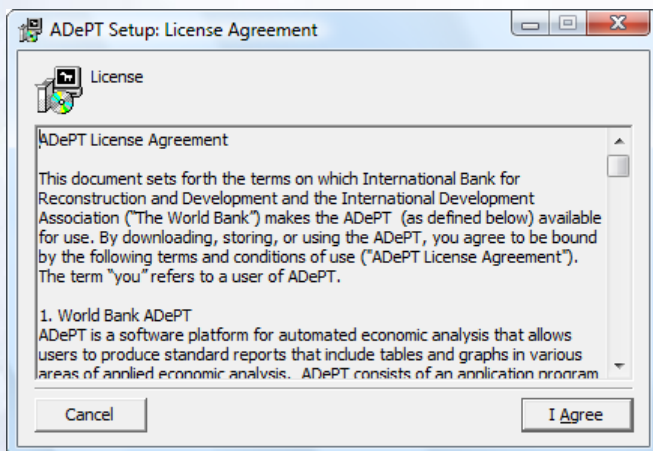 ADePT Setup: License Agreement
License
ADePT License Agreement
This document sets forth the terms on which International Bank for
Reconstruction and Development and the International Development
Association ("The World Bank") makes the ADePT (as defined below) available
for use. By downloading, storing, or using the ADePT, you agree to be bound
by the following terms and conditions of use ("ADePT License Agreement").
The term "you" refers to a user of ADePT.
1. World Bank ADePT
ADePT is a software platform for automated economic analysis that allows
users to produce standard reports that include tables and graphs in various
areas of applied economic analysis. ADePT consists of an application program
Cancel
I Agree